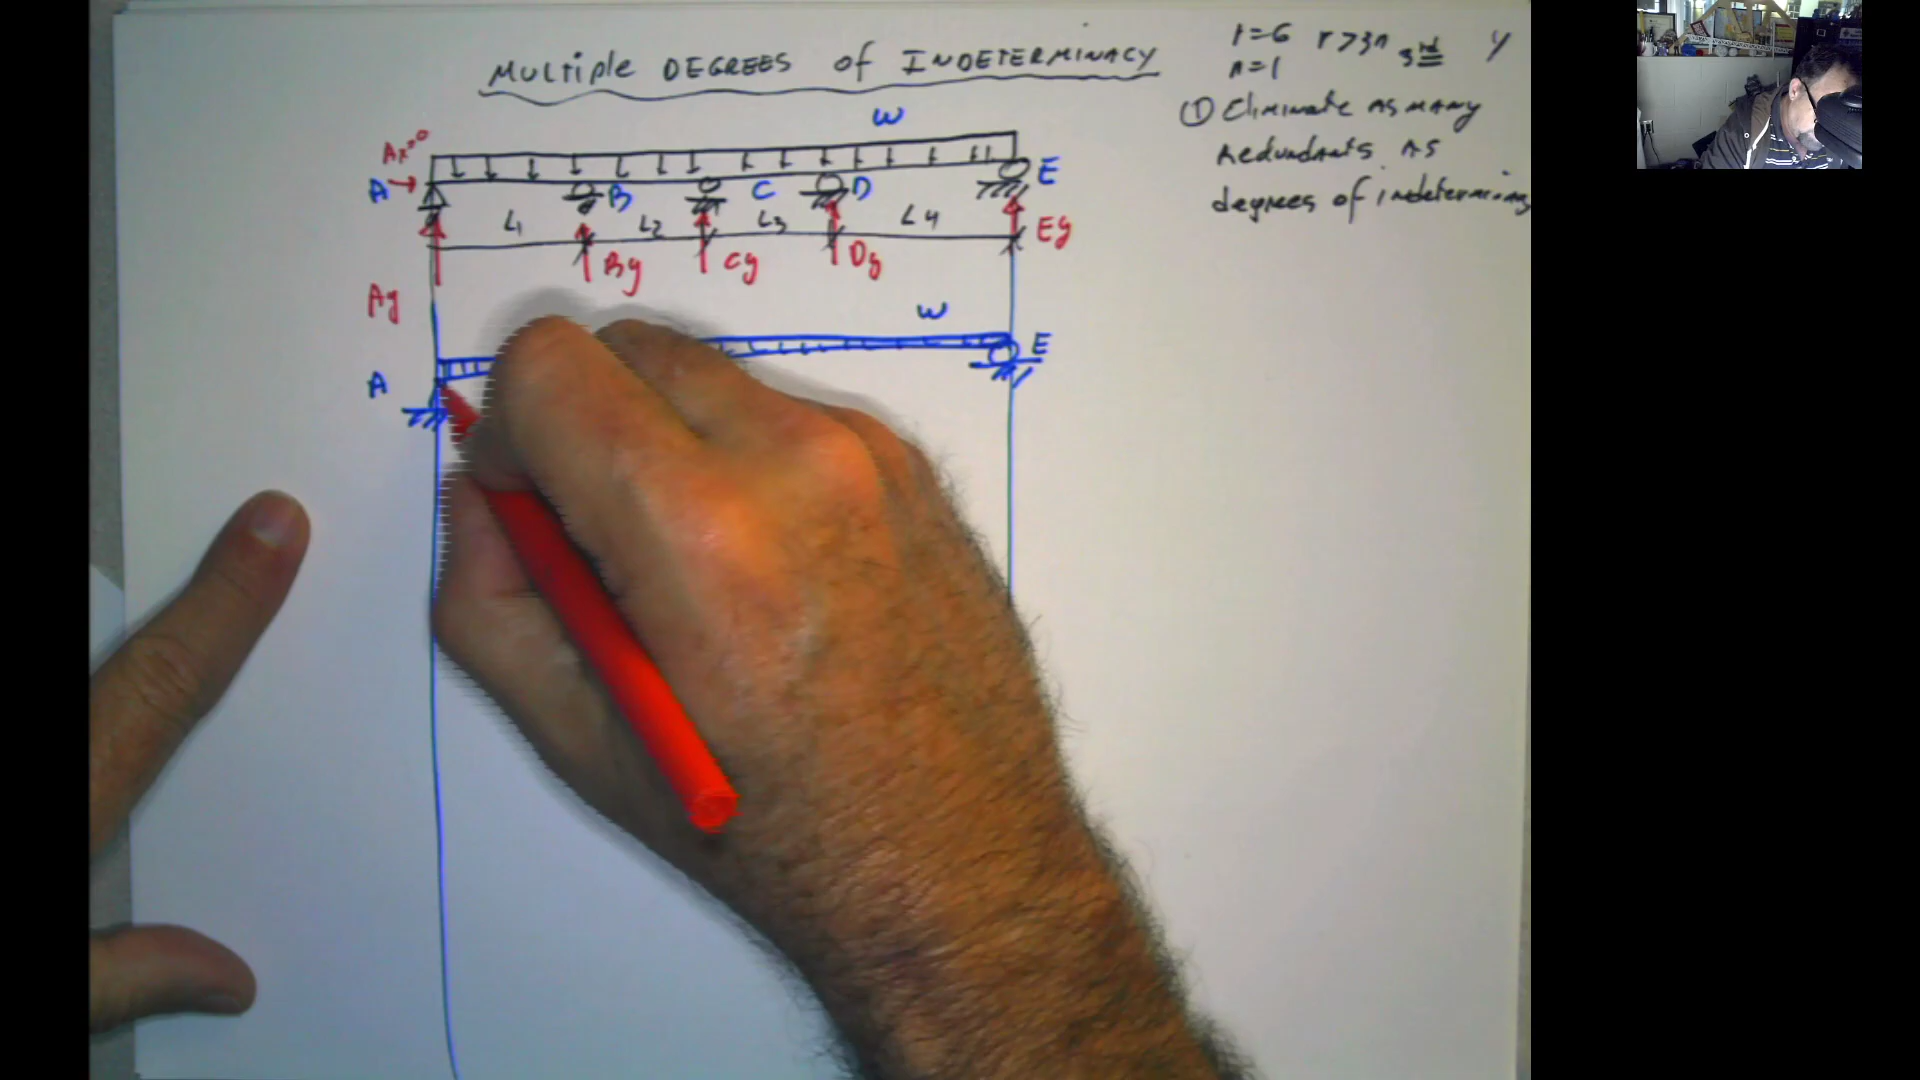 MULTIPLE DEGREES of INDETERMINACY
r=6 r>3n 3rd
n=1
① Eliminate as many
redundants as
degrees of indeterminacy
w
Ax=0
A B C D E
L1 L2 L3 L4
Ay By Cy Dy Ey
w
A E